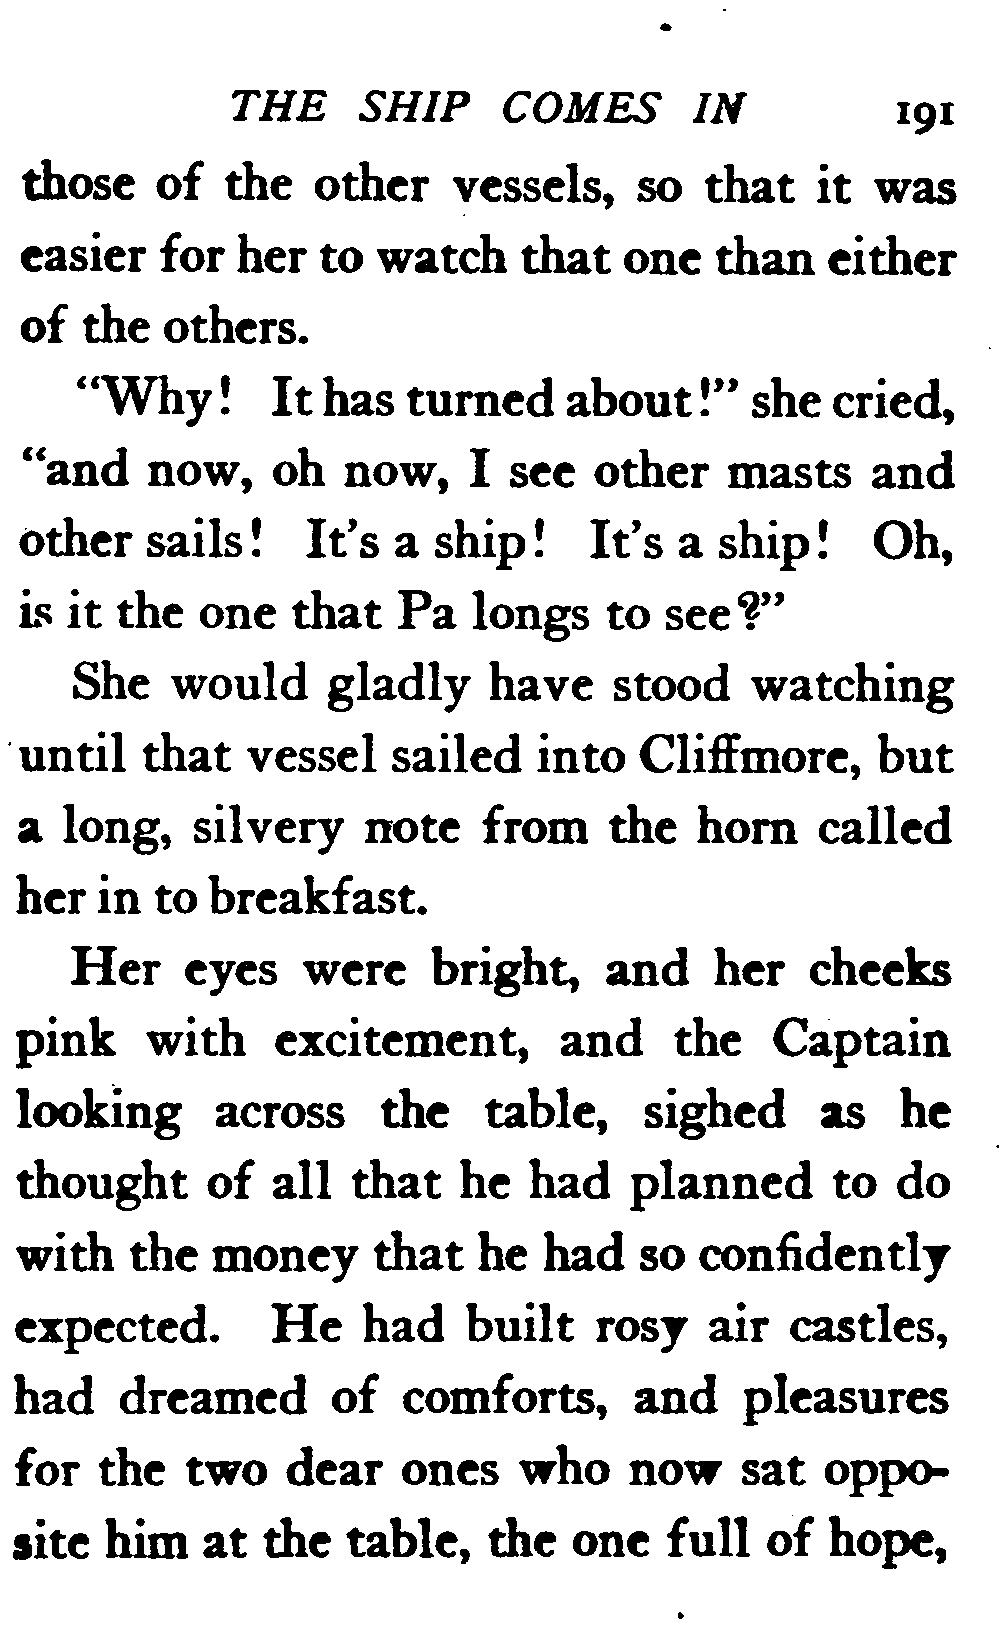 THE SHIP COMES IN 191
those of the other vessels, so that it was
easier for her to watch that one than either
of the others.
"Why! It has turned about!" she cried,
"and now, oh now, I see other masts and
other sails! It's a ship! It's a ship! Oh,
is it the one that Pa longs to see?"
She would gladly have stood watching
until that vessel sailed into Cliffmore, but
a long, silvery note from the horn called
her in to breakfast.
Her eyes were bright, and her cheeks
pink with excitement, and the Captain
looking across the table, sighed as he
thought of all that he had planned to do
with the money that he had so confidently
expected. He had built rosy air castles,
had dreamed of comforts, and pleasures
for the two dear ones who now sat oppo-
site him at the table, the one full of hope,